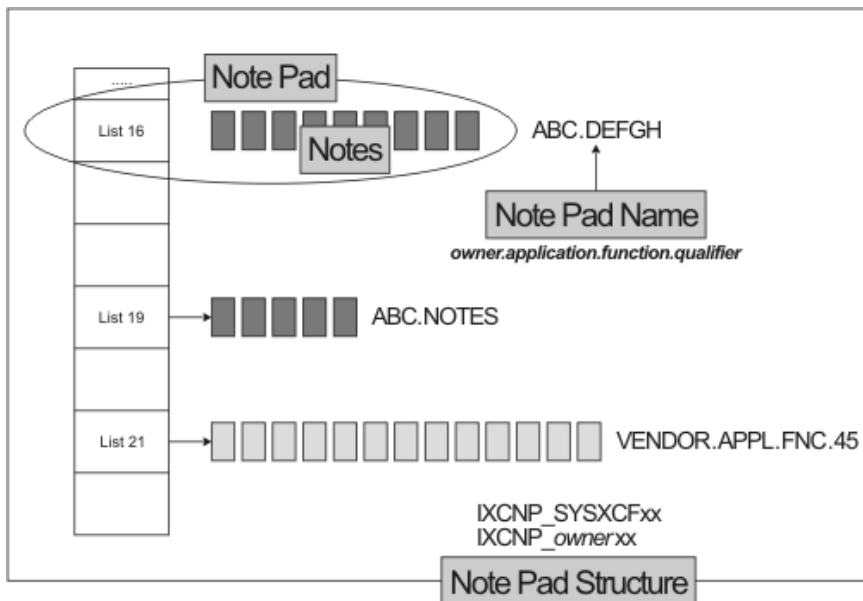 .....
Note Pad
List 16
Notes
ABC.DEFGH
Note Pad Name
owner.application.function.qualifier
List 19
ABC.NOTES
List 21
VENDOR.APPL.FNC.45
IXCNP_SYSXCFxx
IXCNP_ownerxx
Note Pad Structure